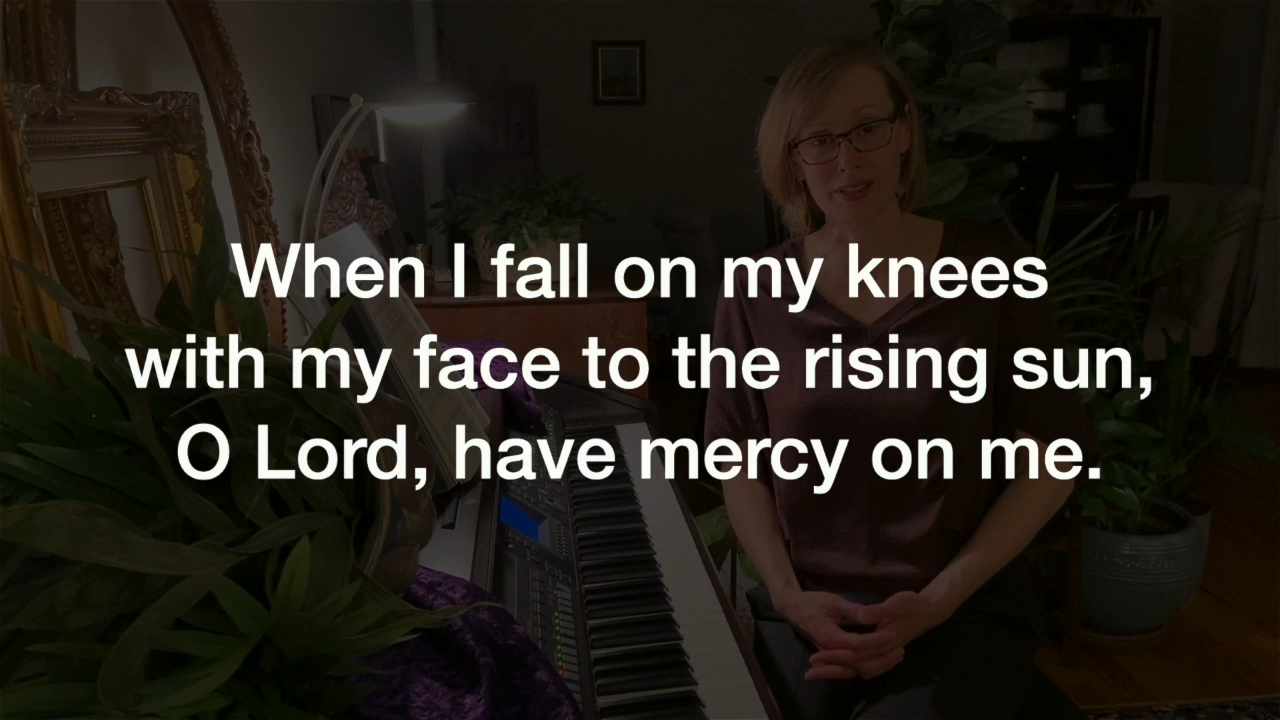 When I fall on my knees
with my face to the rising sun,
O Lord, have mercy on me.